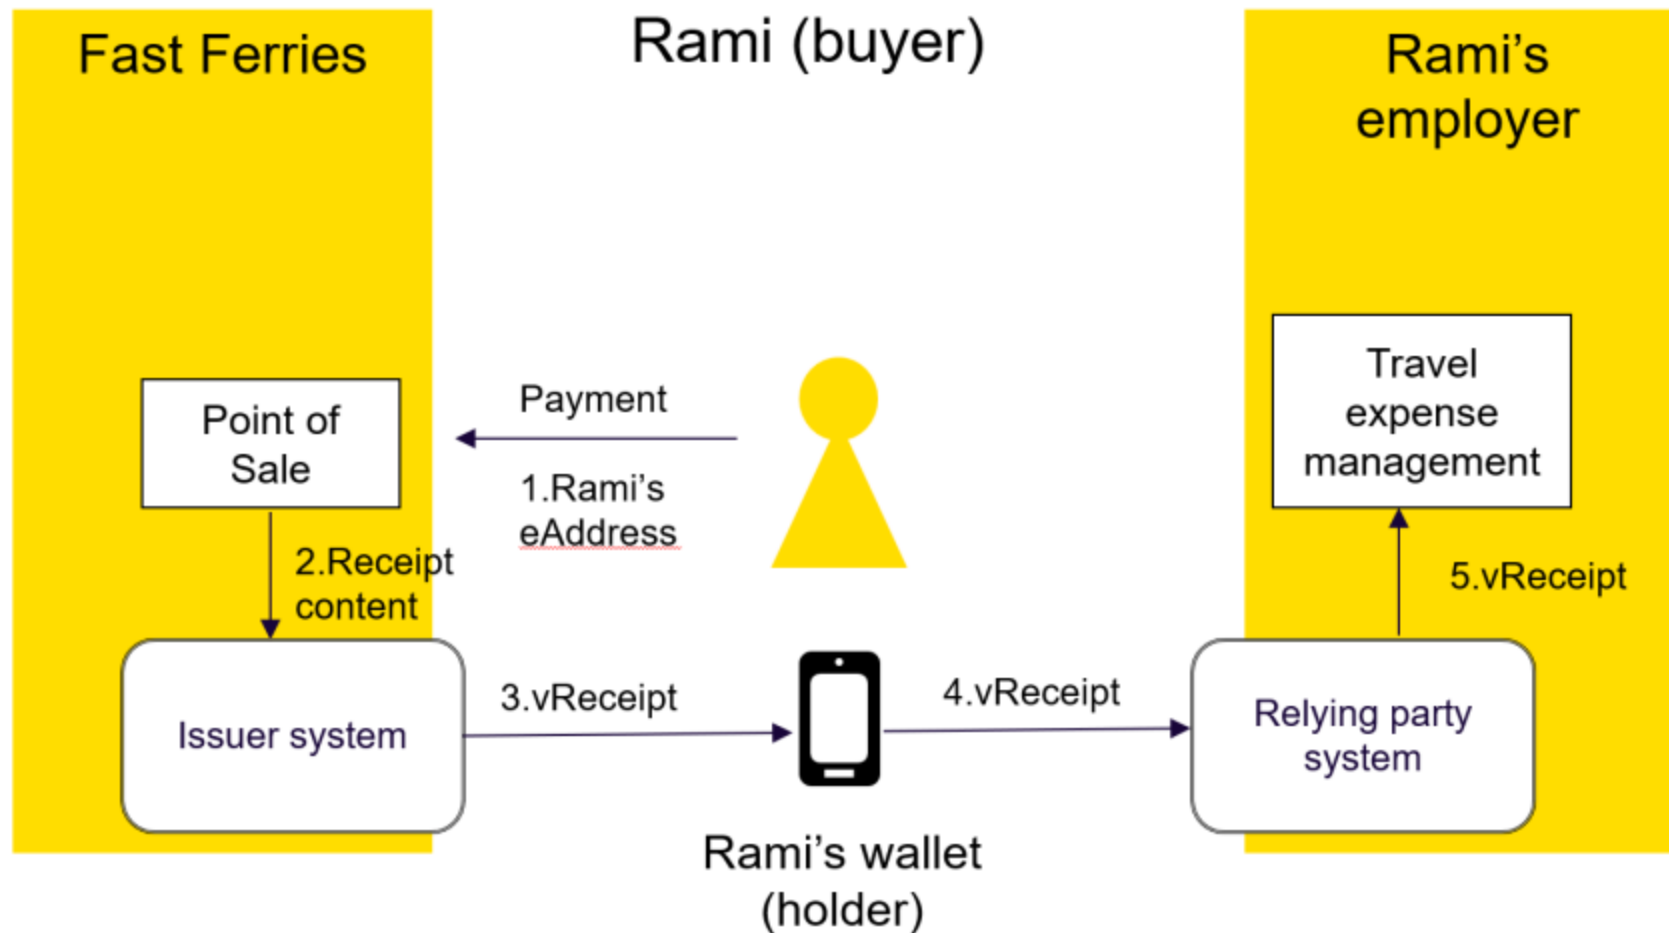 Fast Ferries
Rami (buyer)
Rami's
employer
Point of
Sale
Payment
1.Rami's
eAddress
Travel
expense
management
2.Receipt
content
5.vReceipt
Issuer system
3.vReceipt
4.vReceipt
Relying party
system
Rami's wallet
(holder)